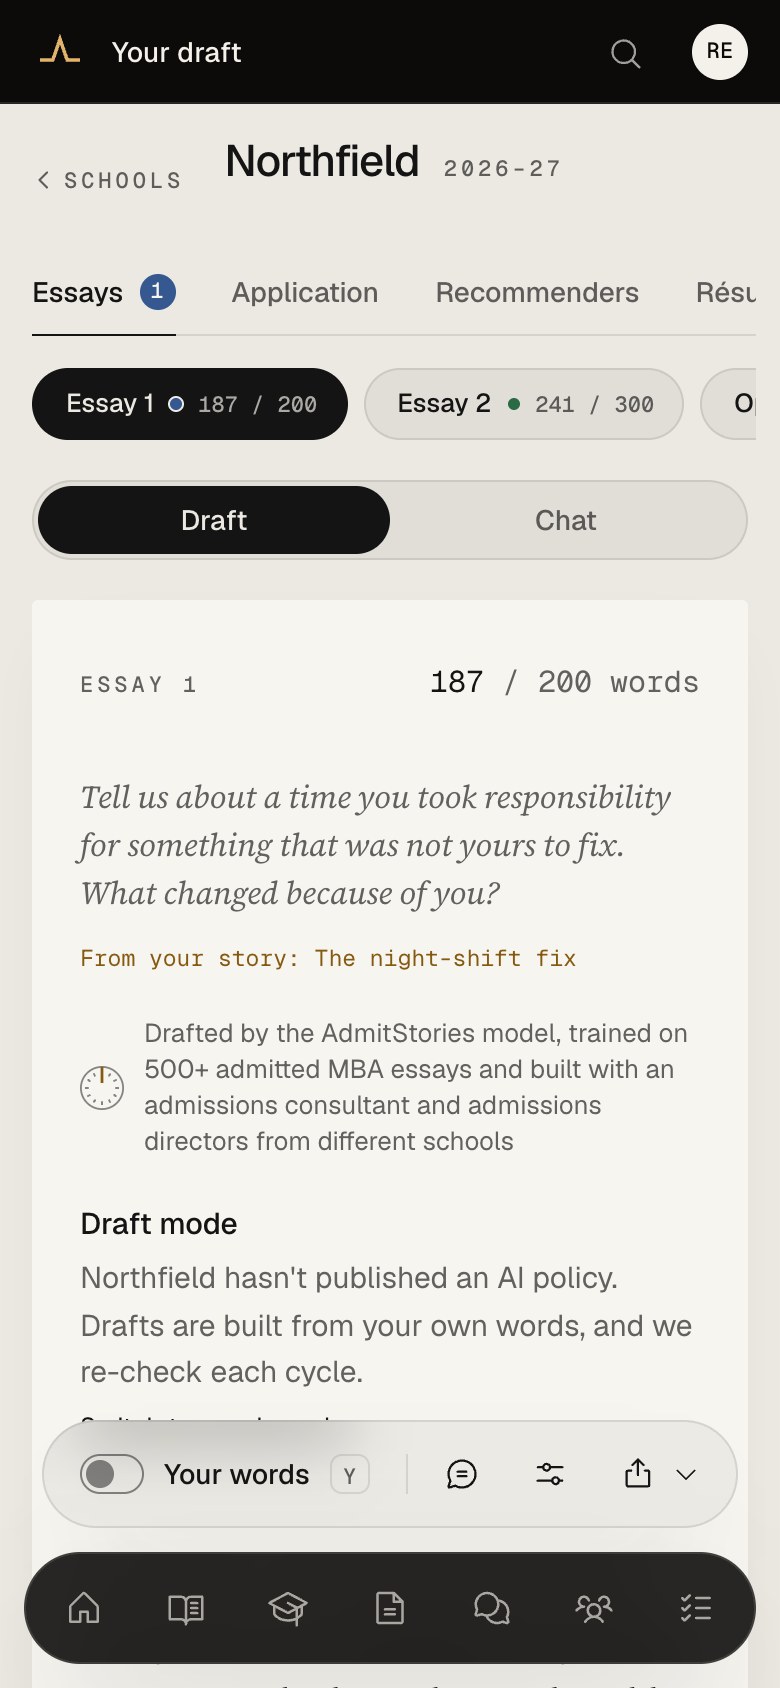 Your draft
RE
SCHOOLS
Northfield 2026-27
Essays 1
Application
Recommenders
Essay 1 187 / 200
Essay 2 241 / 300
Draft
Chat
ESSAY 1
187 / 200 words
Tell us about a time you took responsibility
for something that was not yours to fix.
What changed because of you?
From your story: The night-shift fix
Drafted by the AdmitStories model, trained on
500+ admitted MBA essays and built with an
admissions consultant and admissions
directors from different schools
Draft mode
Northfield hasn't published an AI policy.
Drafts are built from your own words, and we
re-check each cycle.
Your words Y